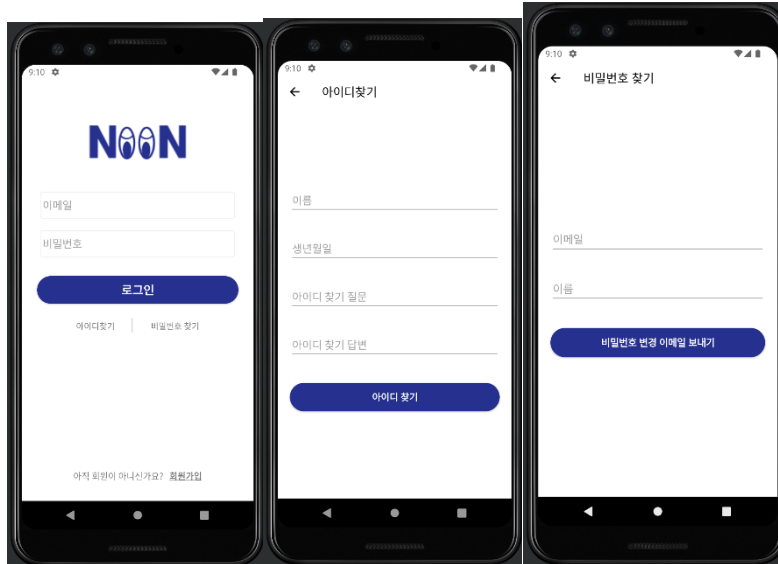 9:10
NOON
이메일
비밀번호
로그인
아이디찾기
비밀번호 찾기
아직 회원이 아니신가요? 회원가입
9:10
아이디찾기
이름
생년월일
아이디 찾기 질문
아이디 찾기 답변
아이디 찾기
9:10
비밀번호 찾기
이메일
이름
비밀번호 변경 이메일 보내기